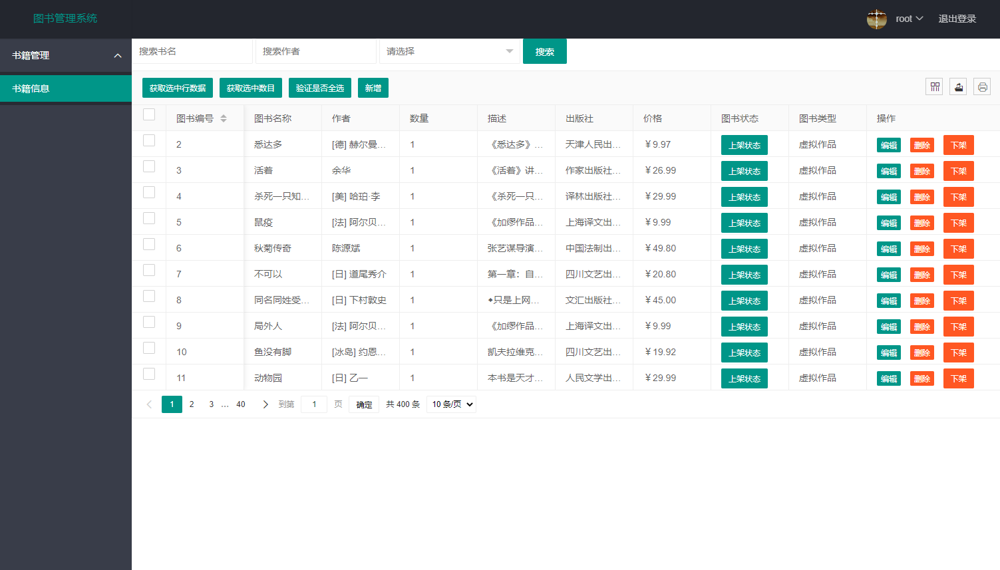 图书管理系统
root
退出登录
书籍管理
书籍信息
搜索书名
搜索作者
请选择
搜索
获取选中行数据
获取选中数目
验证是否全选
新增
图书编号 图书名称 作者 数量 描述 出版社 价格 图书状态 图书类型 操作
2 悉达多 [德] 赫尔曼... 1 《悉达多》... 天津人民出... ￥9.97 上架状态 虚拟作品 编辑 删除 下架
3 活着 余华 1 《活着》讲... 作家出版社... ￥26.99 上架状态 虚拟作品 编辑 删除 下架
4 杀死一只知... [美] 哈珀·李 1 《杀死一只... 译林出版社... ￥29.99 上架状态 虚拟作品 编辑 删除 下架
5 鼠疫 [法] 阿尔贝... 1 《加缪作品... 上海译文出... ￥9.99 上架状态 虚拟作品 编辑 删除 下架
6 秋菊传奇 陈源斌 1 张艺谋导演... 中国法制出... ￥49.80 上架状态 虚拟作品 编辑 删除 下架
7 不可以 [日] 道尾秀介 1 第一章：自... 四川文艺出... ￥20.80 上架状态 虚拟作品 编辑 删除 下架
8 同名同姓受... [日] 下村敦史 1 ◆只是上网... 文汇出版社... ￥45.00 上架状态 虚拟作品 编辑 删除 下架
9 局外人 [法] 阿尔贝... 1 《加缪作品... 上海译文出... ￥9.99 上架状态 虚拟作品 编辑 删除 下架
10 鱼没有脚 [冰岛] 约恩... 1 凯夫拉维克... 四川文艺出... ￥19.92 上架状态 虚拟作品 编辑 删除 下架
11 动物园 [日] 乙一 1 本书是天才... 人民文学出... ￥29.99 上架状态 虚拟作品 编辑 删除 下架
1 2 3 ... 40 到第 1 页 确定 共 400 条 10 条/页